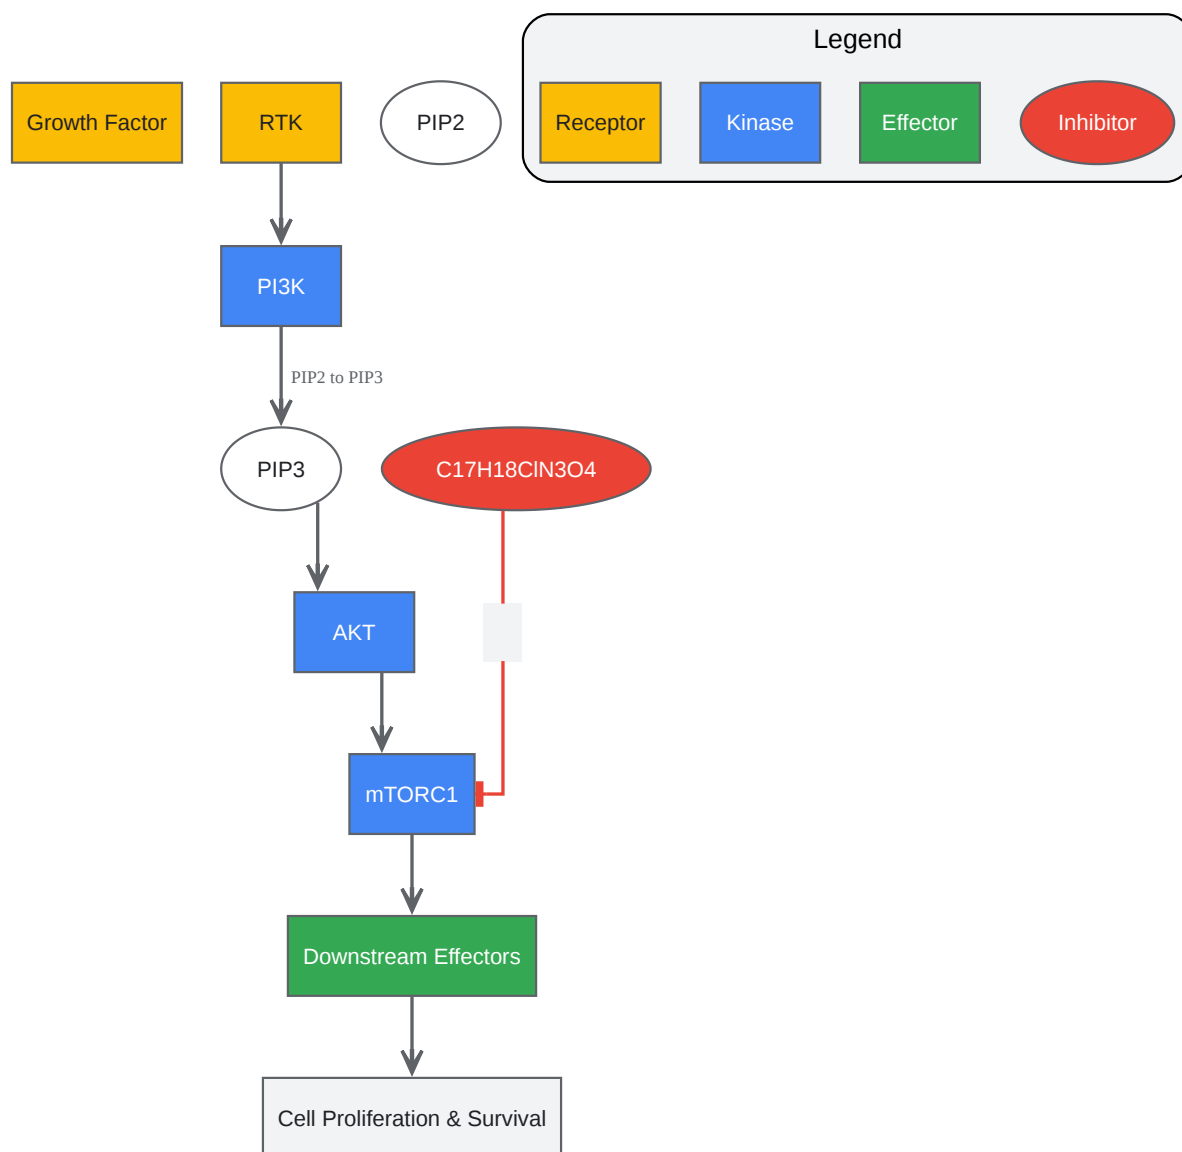 Legend
Growth Factor
RTK
PIP2
Receptor
Kinase
Effector
Inhibitor
PI3K
PIP2 to PIP3
PIP3
C17H18ClN3O4
AKT
mTORC1
Downstream Effectors
Cell Proliferation & Survival